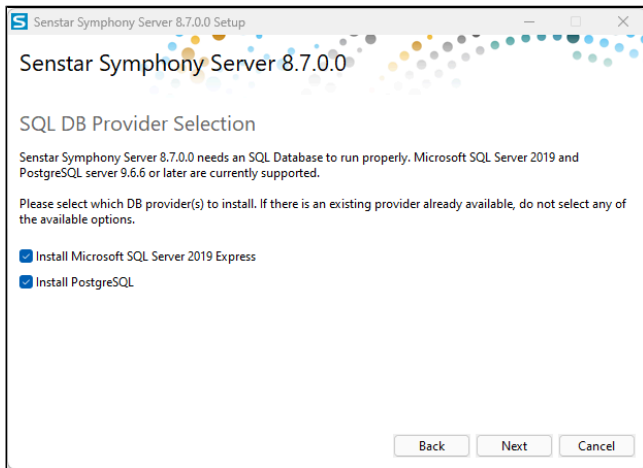 Senstar Symphony Server 8.7.0.0 Setup
Senstar Symphony Server 8.7.0.0
SQL DB Provider Selection
Senstar Symphony Server 8.7.0.0 needs an SQL Database to run properly. Microsoft SQL Server 2019 and
PostgreSQL server 9.6.6 or later are currently supported.
Please select which DB provider(s) to install. If there is an existing provider already available, do not select any of
the available options.
Install Microsoft SQL Server 2019 Express
Install PostgreSQL
Back Next Cancel